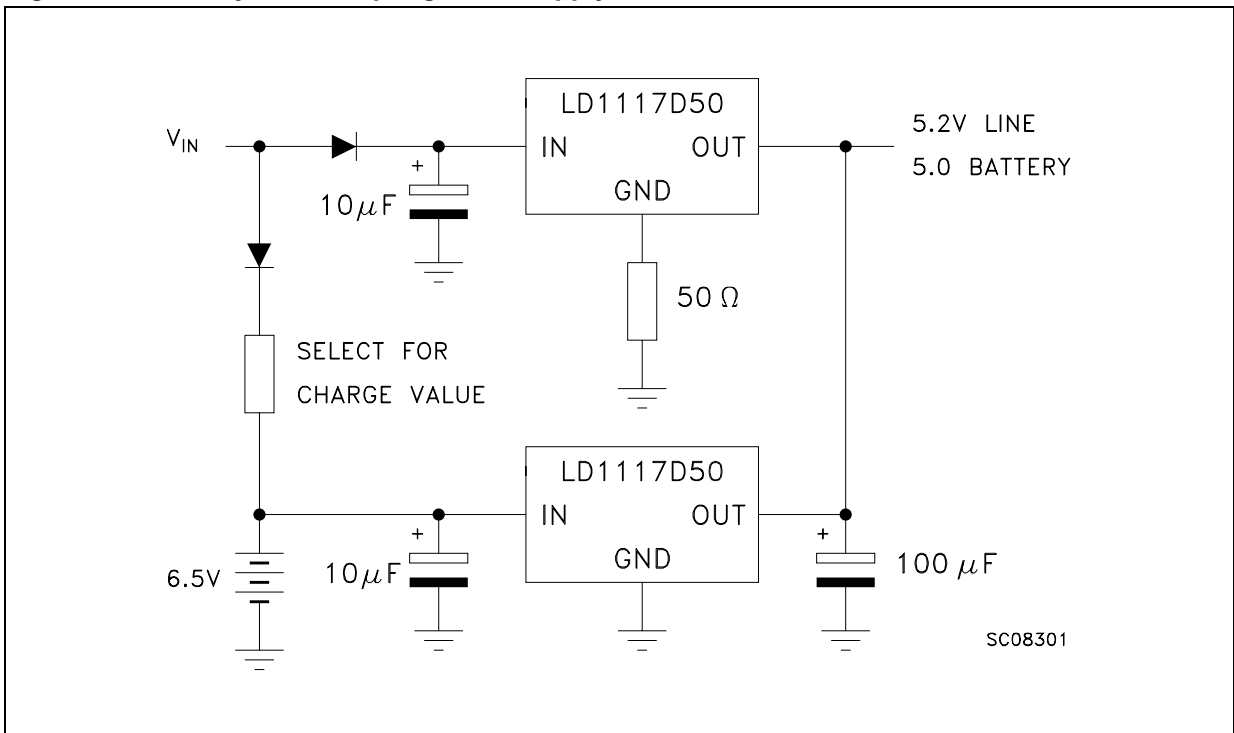 LD1117D50
V_IN
IN
OUT
GND
5.2V LINE
5.0 BATTERY
+
10μF
50 Ω
SELECT FOR
CHARGE VALUE
LD1117D50
IN
OUT
GND
6.5V
+
10μF
+
100 μF
SC08301